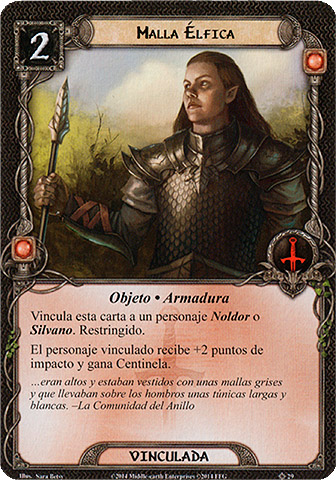 2
Malla Élfica
Objeto • Armadura
Vincula esta carta a un personaje Noldor o
Silvano. Restringido.
El personaje vinculado recibe +2 puntos de
impacto y gana Centinela.
…eran altos y estaban vestidos con unas mallas grises
y que llevaban sobre los hombros unas túnicas largas y
blancas. –La Comunidad del Anillo
VINCULADA
Illus. Sara Betsy
©2014 Middle-earth Enterprises ©2014 FFG
29